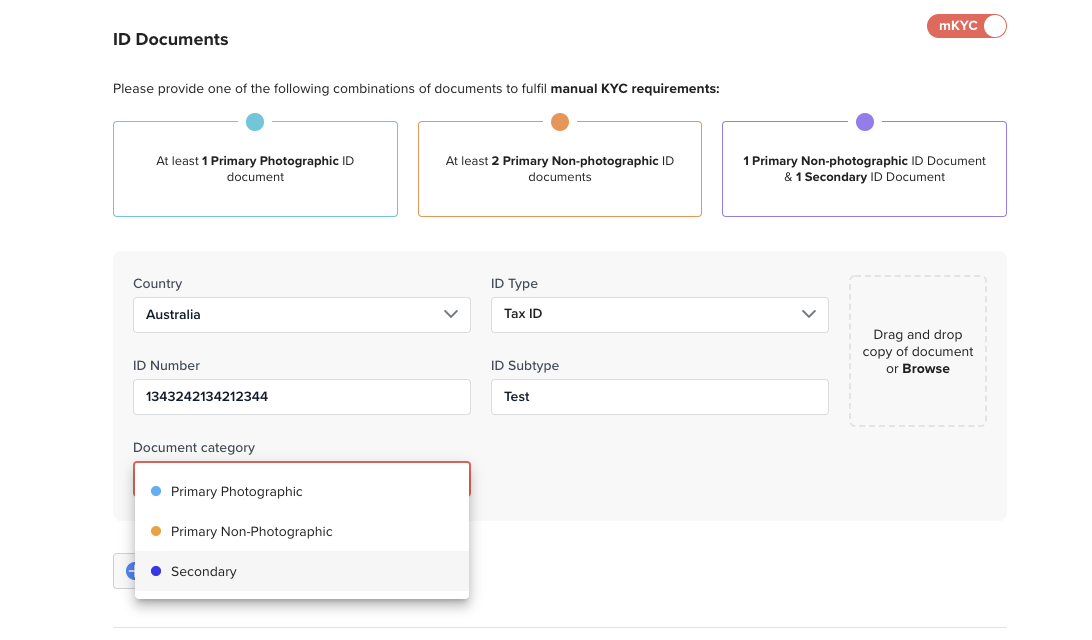 mKYC
ID Documents
Please provide one of the following combinations of documents to fulfil manual KYC requirements:
At least 1 Primary Photographic ID
document
At least 2 Primary Non-photographic ID
documents
1 Primary Non-photographic ID Document
& 1 Secondary ID Document
Country
Australia
ID Type
Tax ID
ID Number
1343242134212344
ID Subtype
Test
Drag and drop
copy of document
or Browse
Document category
Primary Photographic
Primary Non-Photographic
Secondary